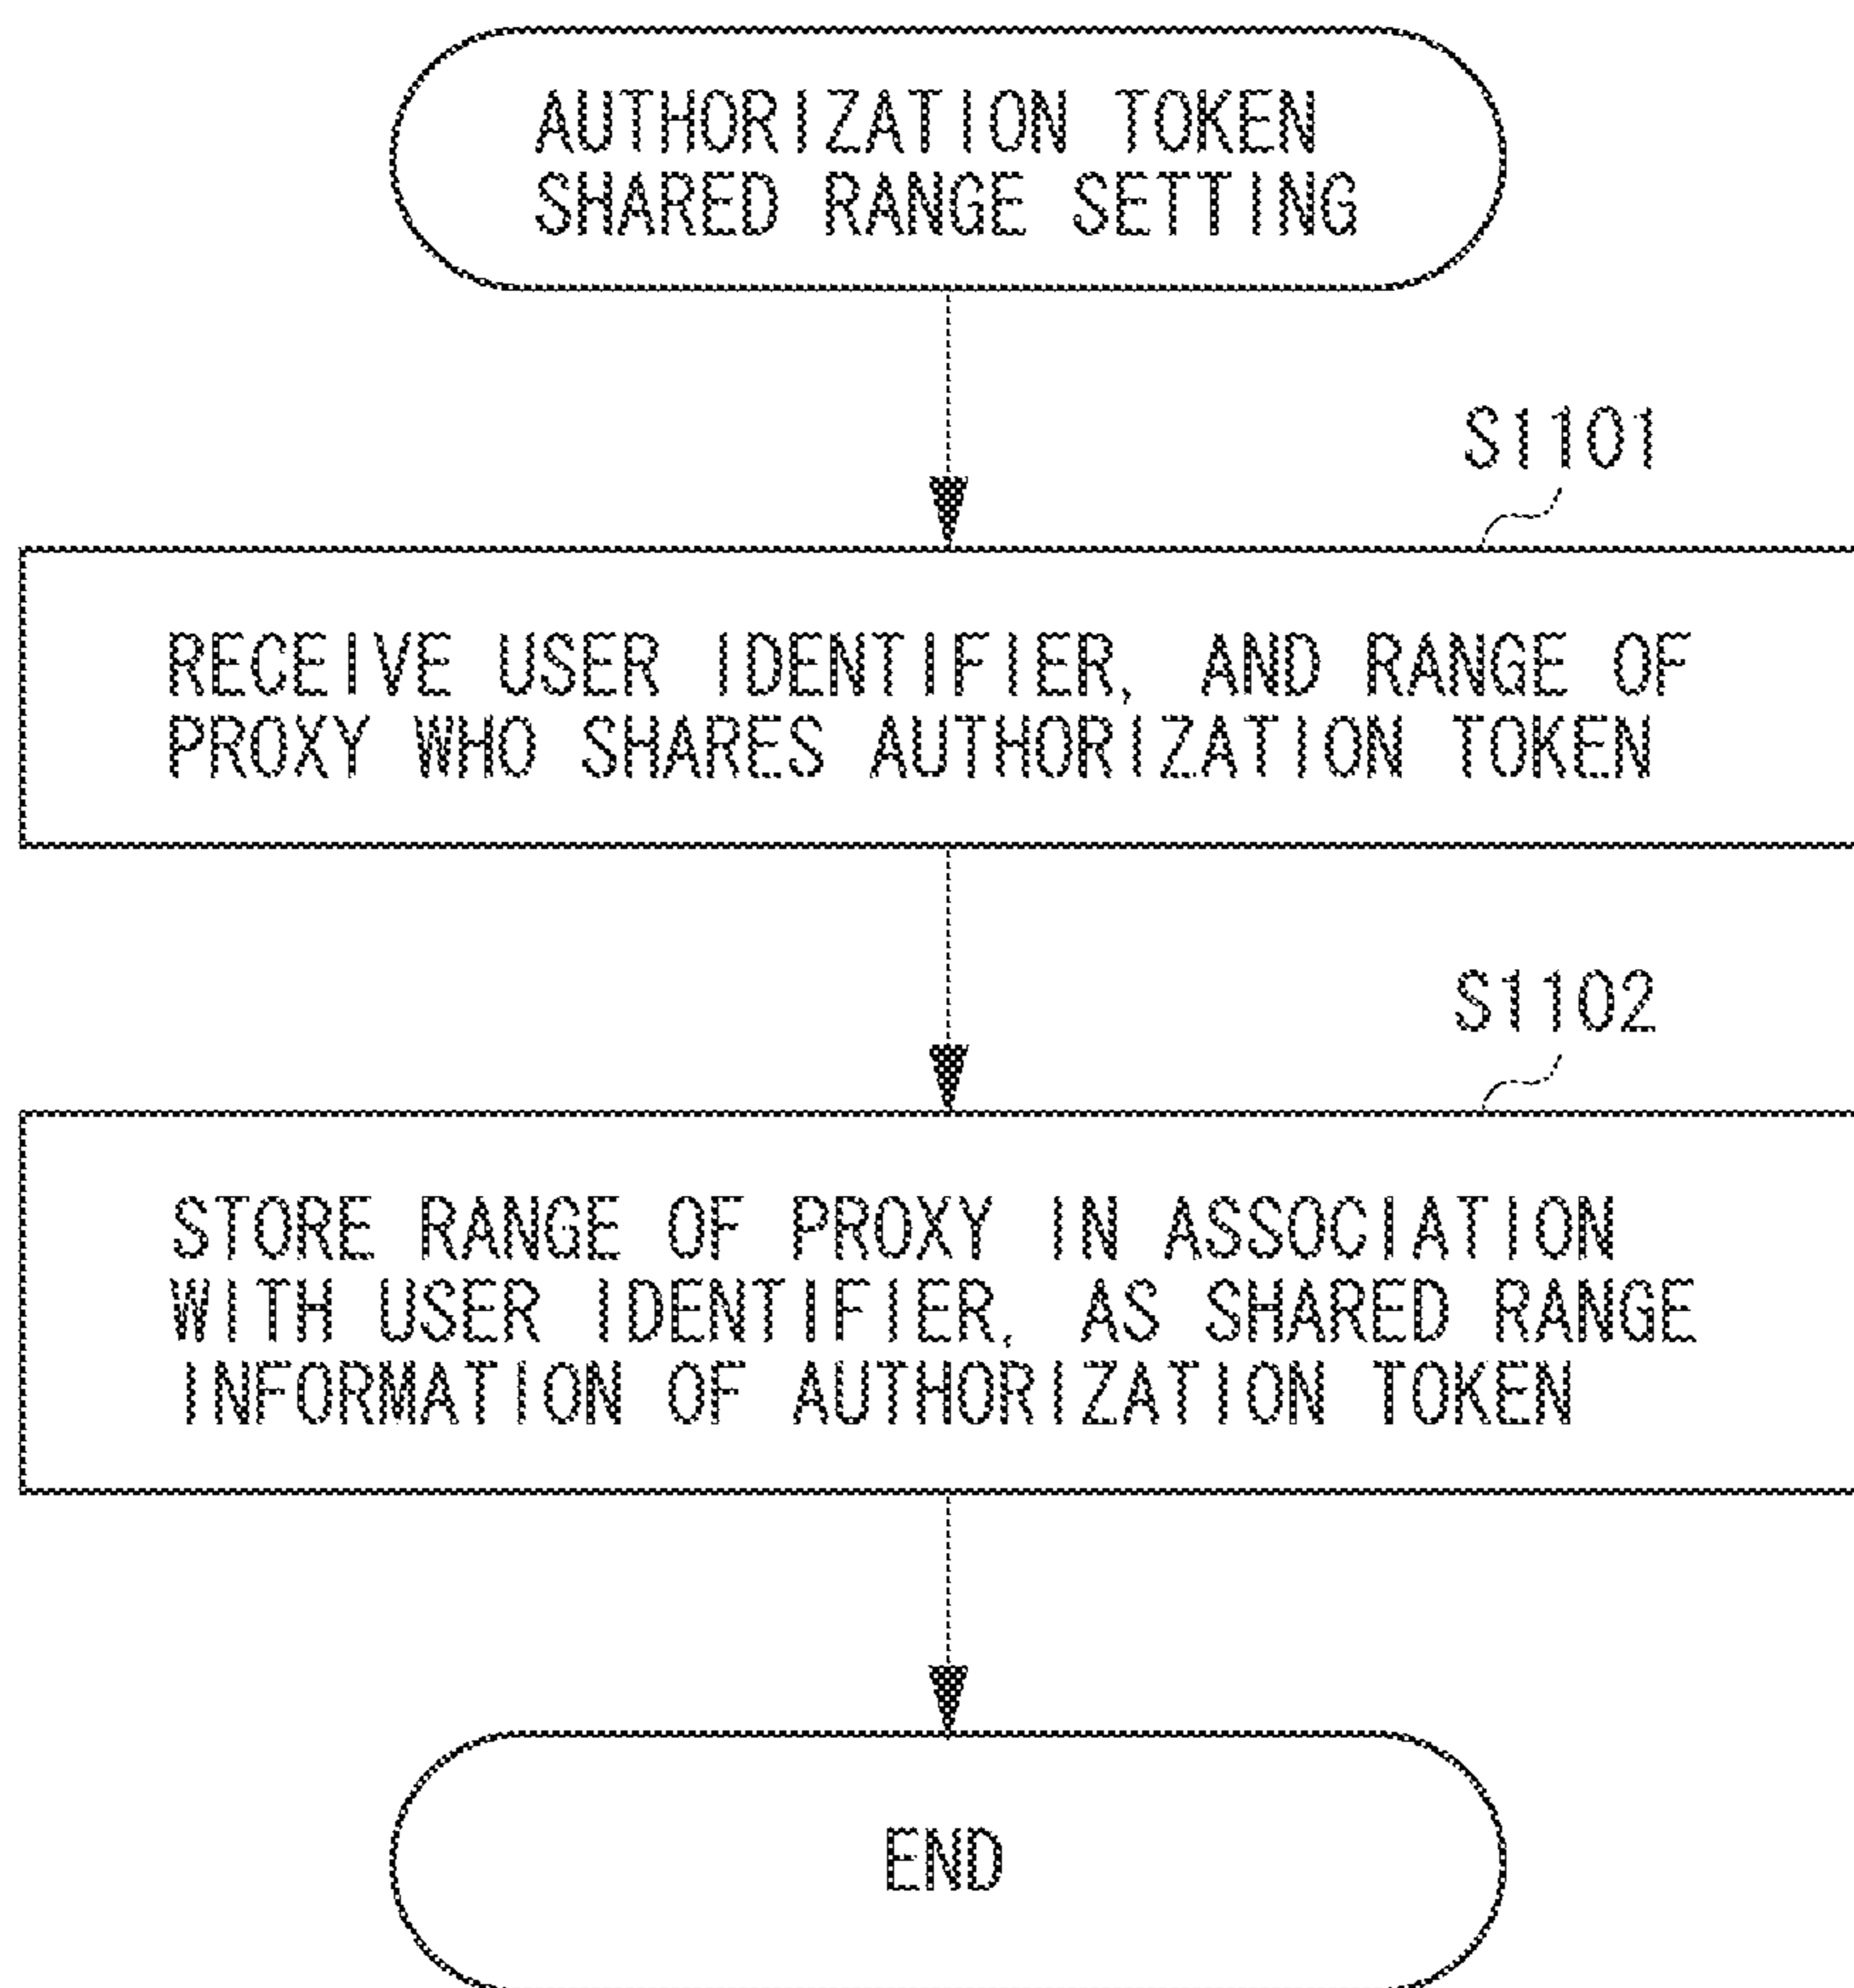 AUTHORIZATION TOKEN
SHARED RANGE SETTING
S1101
RECEIVE USER IDENTIFIER, AND RANGE OF
PROXY WHO SHARES AUTHORIZATION TOKEN
S1102
STORE RANGE OF PROXY IN ASSOCIATION
WITH USER IDENTIFIER, AS SHARED RANGE
INFORMATION OF AUTHORIZATION TOKEN
END